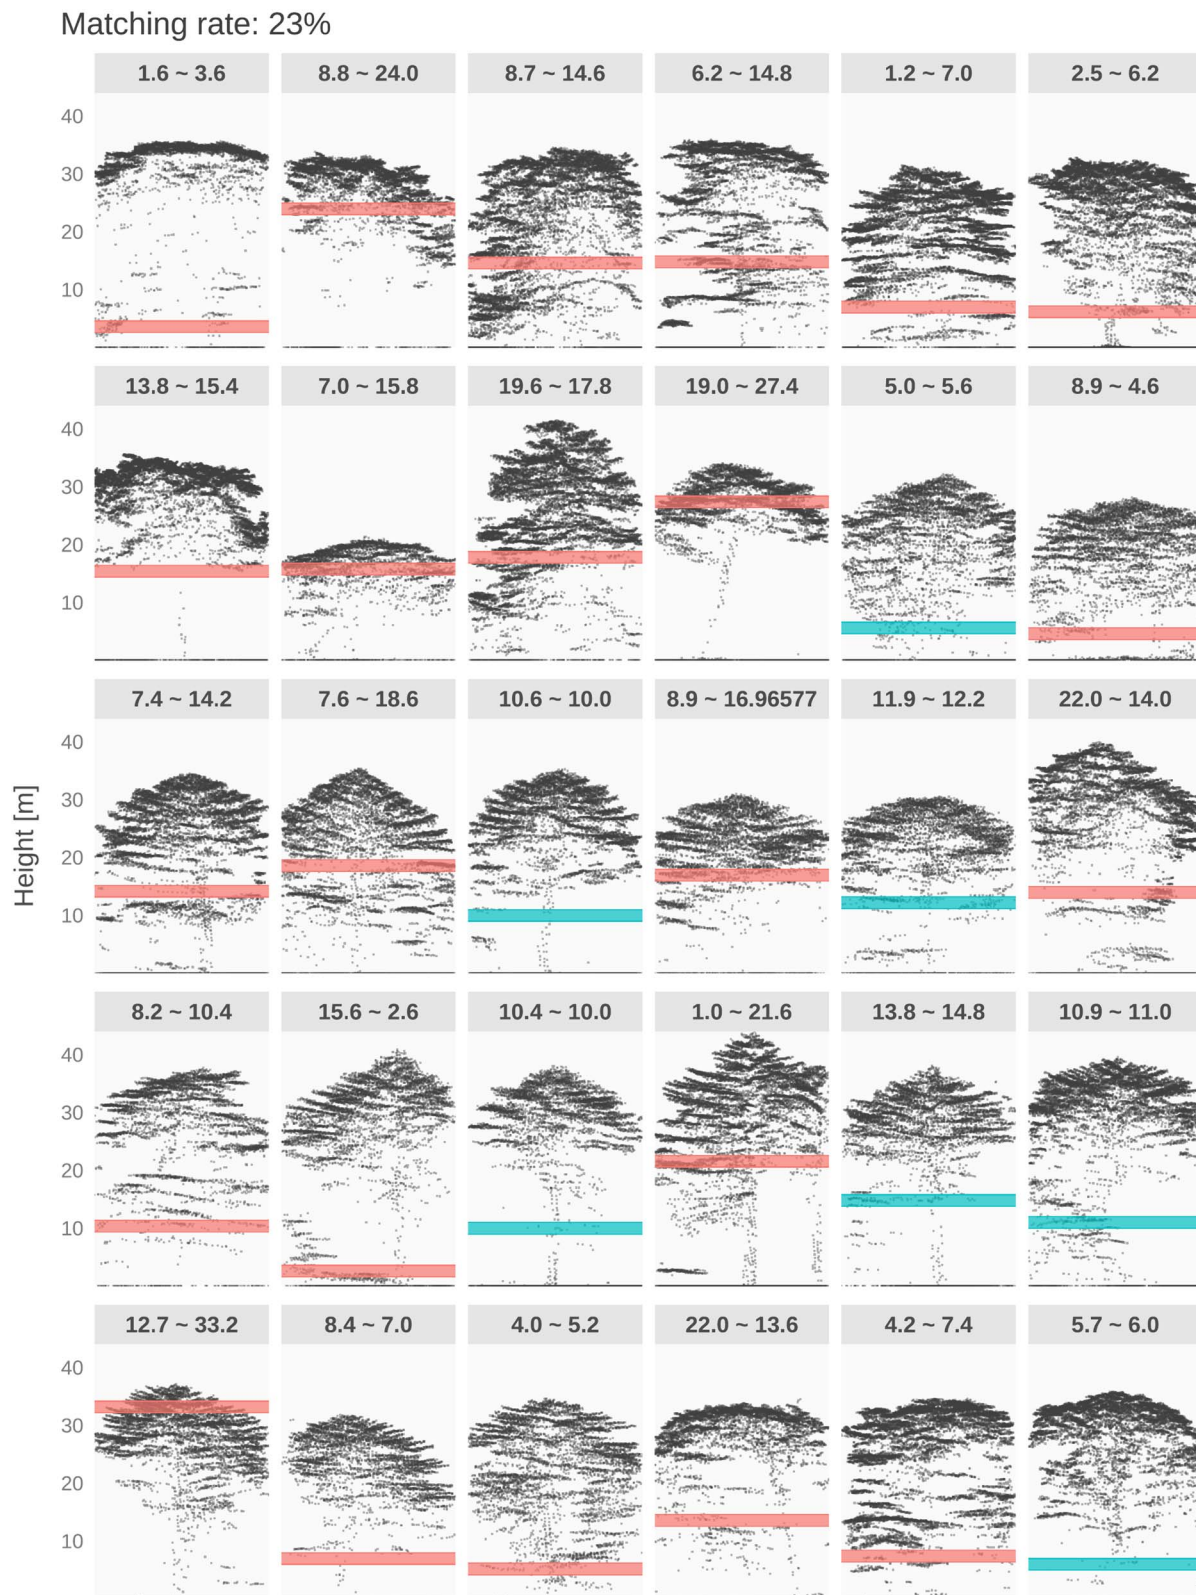 Matching rate: 23%
1.6 ~ 3.6 8.8 ~ 24.0 8.7 ~ 14.6 6.2 ~ 14.8 1.2 ~ 7.0 2.5 ~ 6.2
40
30
20
10
13.8 ~ 15.4 7.0 ~ 15.8 19.6 ~ 17.8 19.0 ~ 27.4 5.0 ~ 5.6 8.9 ~ 4.6
40
30
20
10
7.4 ~ 14.2 7.6 ~ 18.6 10.6 ~ 10.0 8.9 ~ 16.96577 11.9 ~ 12.2 22.0 ~ 14.0
40
30
20
10
Height [m]
8.2 ~ 10.4 15.6 ~ 2.6 10.4 ~ 10.0 1.0 ~ 21.6 13.8 ~ 14.8 10.9 ~ 11.0
40
30
20
10
12.7 ~ 33.2 8.4 ~ 7.0 4.0 ~ 5.2 22.0 ~ 13.6 4.2 ~ 7.4 5.7 ~ 6.0
40
30
20
10